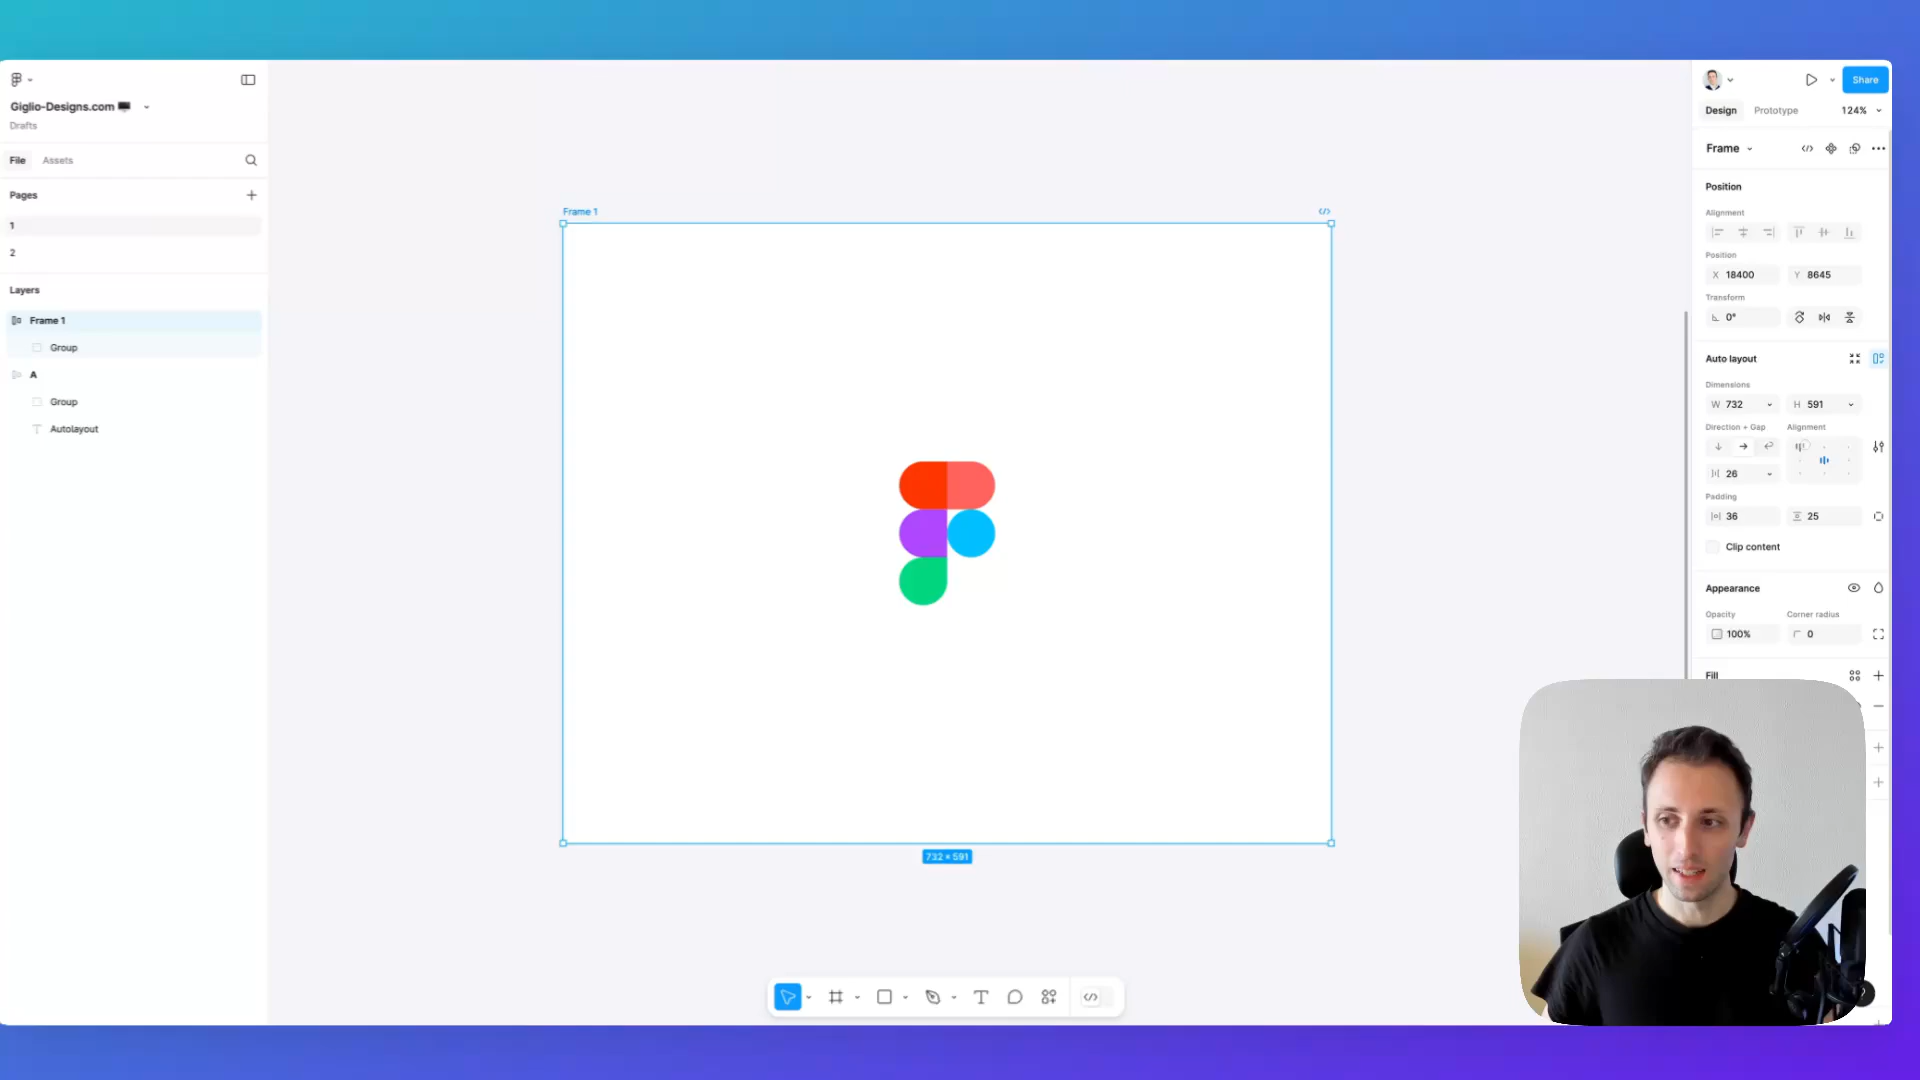 Giglio-Designs.com
Drafts
File Assets
Pages
1
2
Layers
Frame 1
Group
A
Group
Autolayout
Frame 1
732 × 591
Share
Design Prototype 124%
Frame
Position
Alignment
Position
X 18400 Y 8645
Transform
0°
Auto layout
Dimensions
W 732 H 591
Direction + Gap Alignment
26
Padding
36 25
Clip content
Appearance
Opacity Corner radius
100% 0
Fill